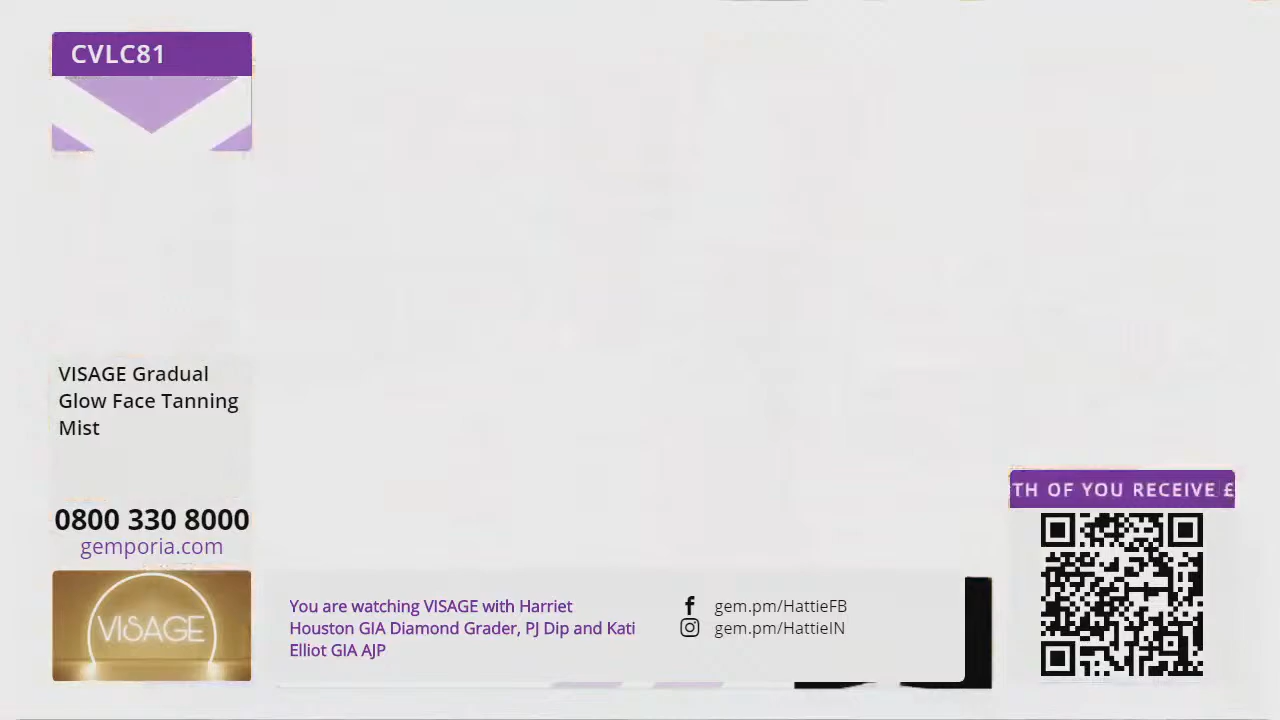 CVLC81
VISAGE Gradual
Glow Face Tanning
Mist
0800 330 8000
gemporia.com
VISAGE
You are watching VISAGE with Harriet
Houston GIA Diamond Grader, PJ Dip and Kati
Elliot GIA AJP
gem.pm/HattieFB
gem.pm/HattieIN
TH OF YOU RECEIVE £